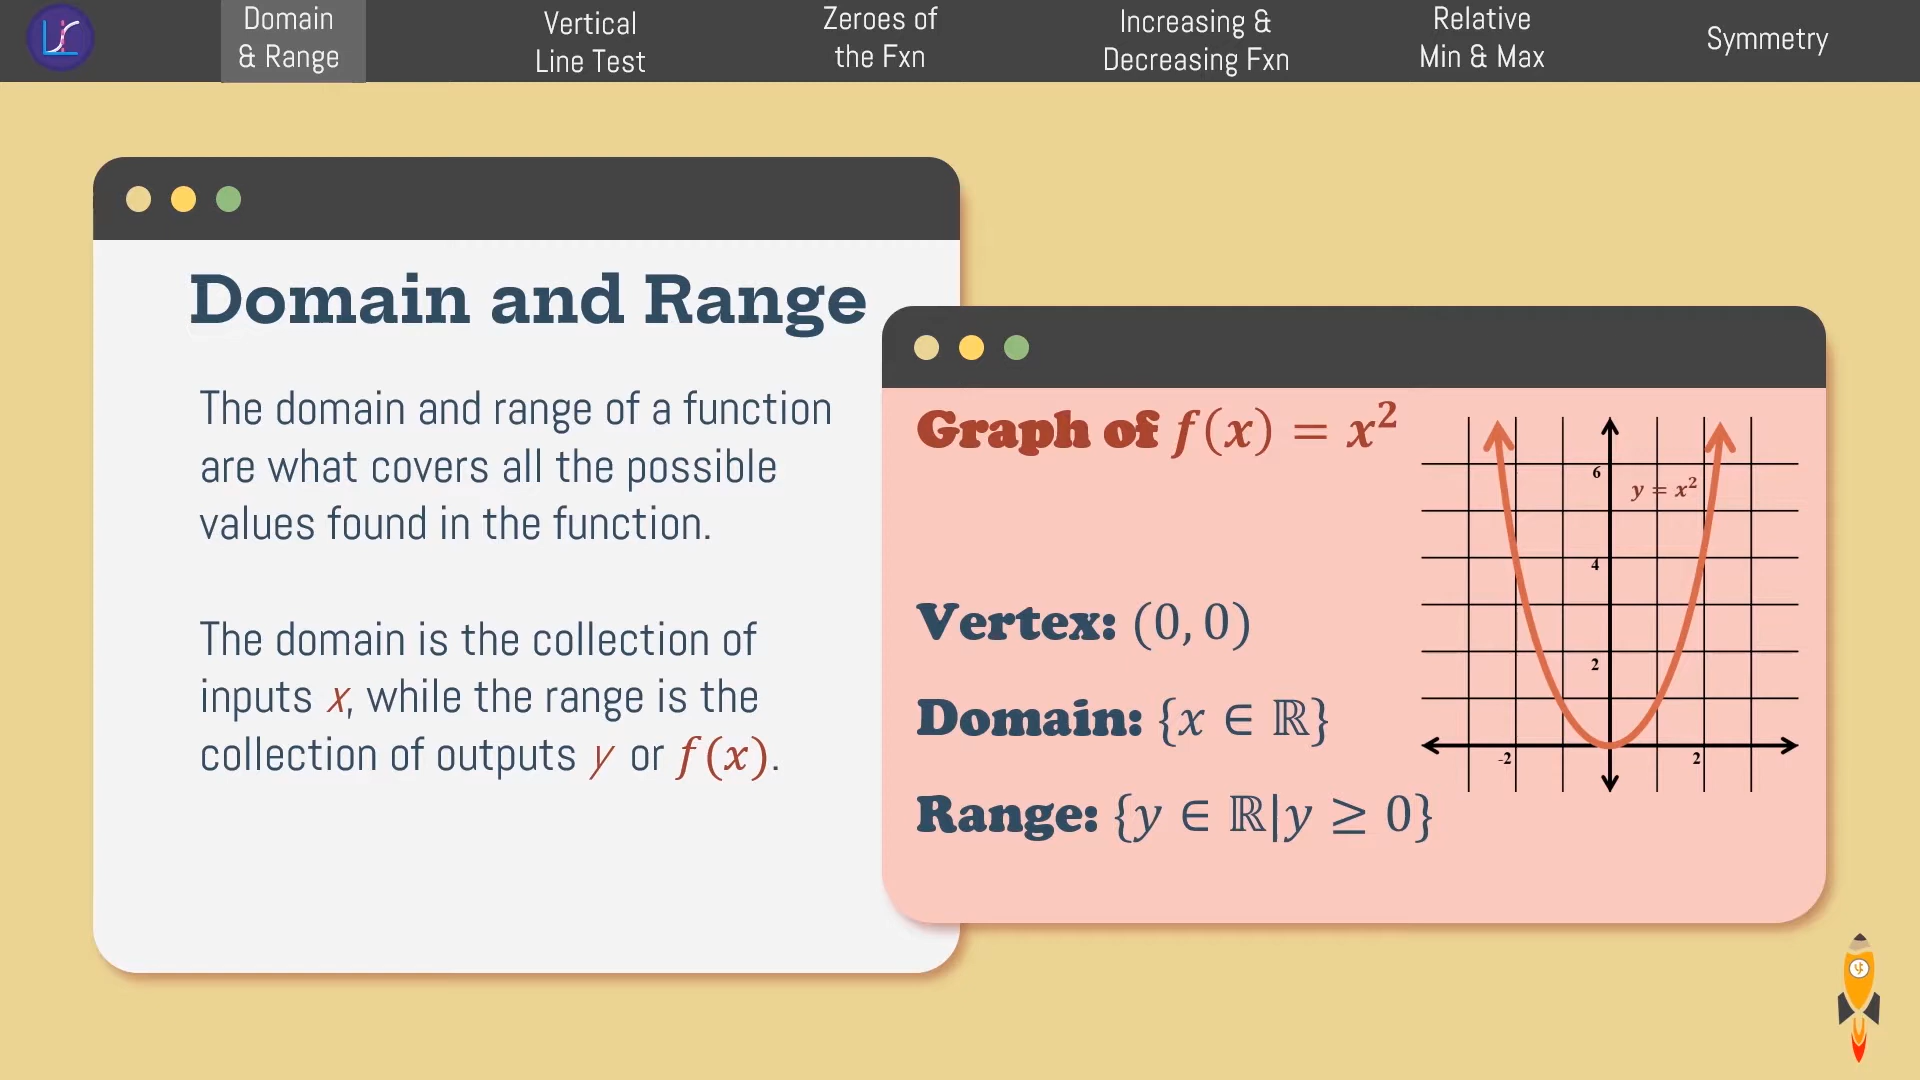 Domain
& Range
Vertical
Line Test
Zeroes of
the Fxn
Increasing &
Decreasing Fxn
Relative
Min & Max
Symmetry
Domain and Range
The domain and range of a function
are what covers all the possible
values found in the function.
The domain is the collection of
inputs x, while the range is the
collection of outputs y or f(x).
Graph of f(x) = x²
Vertex: (0, 0)
Domain: {x ∈ ℝ}
Range: {y ∈ ℝ|y ≥ 0}
6
y = x²
4
2
-2
2